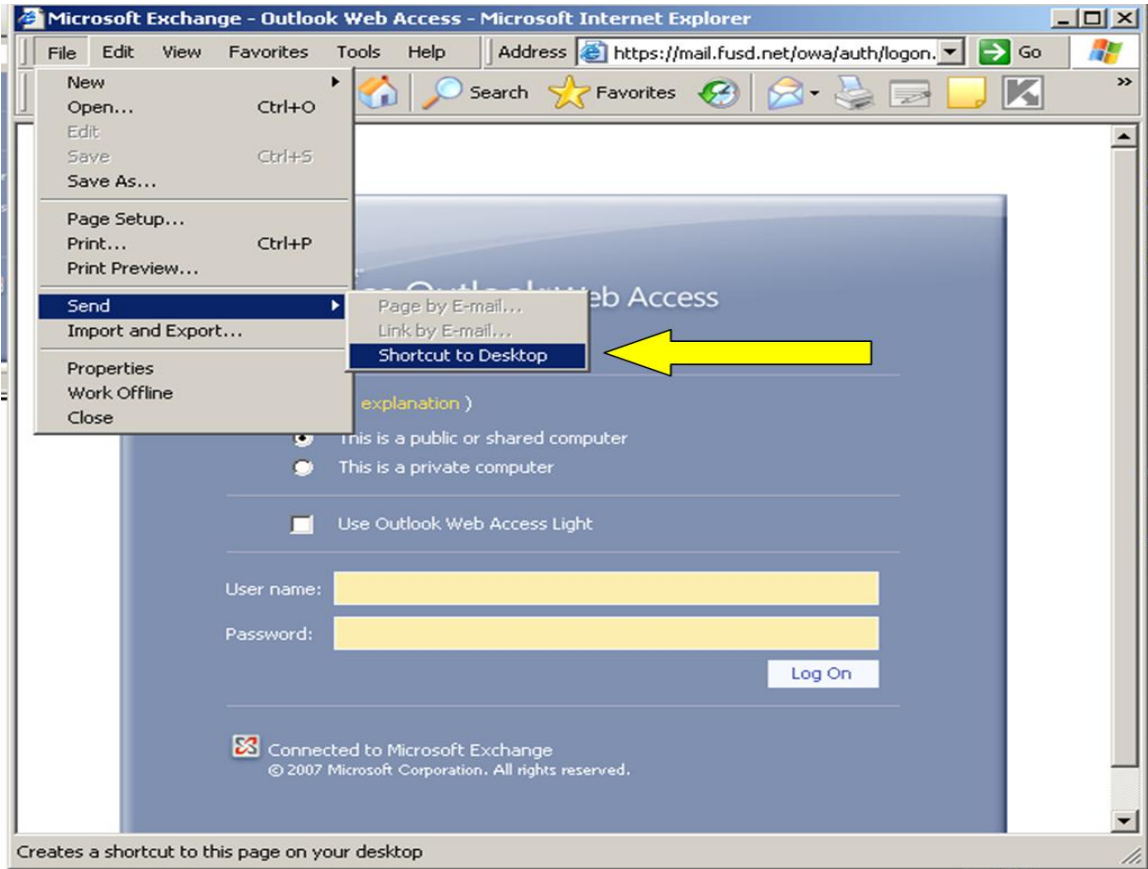 Microsoft Exchange - Outlook Web Access - Microsoft Internet Explorer
File Edit View Favorites Tools Help Address https://mail.fusd.net/owa/auth/logon. Go
Search Favorites »
New
Open... Ctrl+O
Edit
Save Ctrl+S
Save As...
Page Setup...
Print... Ctrl+P
Print Preview...
Send
Import and Export...
Properties
Work Offline
Close
Page by E-mail...
Link by E-mail...
Shortcut to Desktop
Access
explanation )
This is a public or shared computer
This is a private computer
Use Outlook Web Access Light
User name:
Password:
Log On
Connected to Microsoft Exchange
© 2007 Microsoft Corporation. All rights reserved.
Creates a shortcut to this page on your desktop